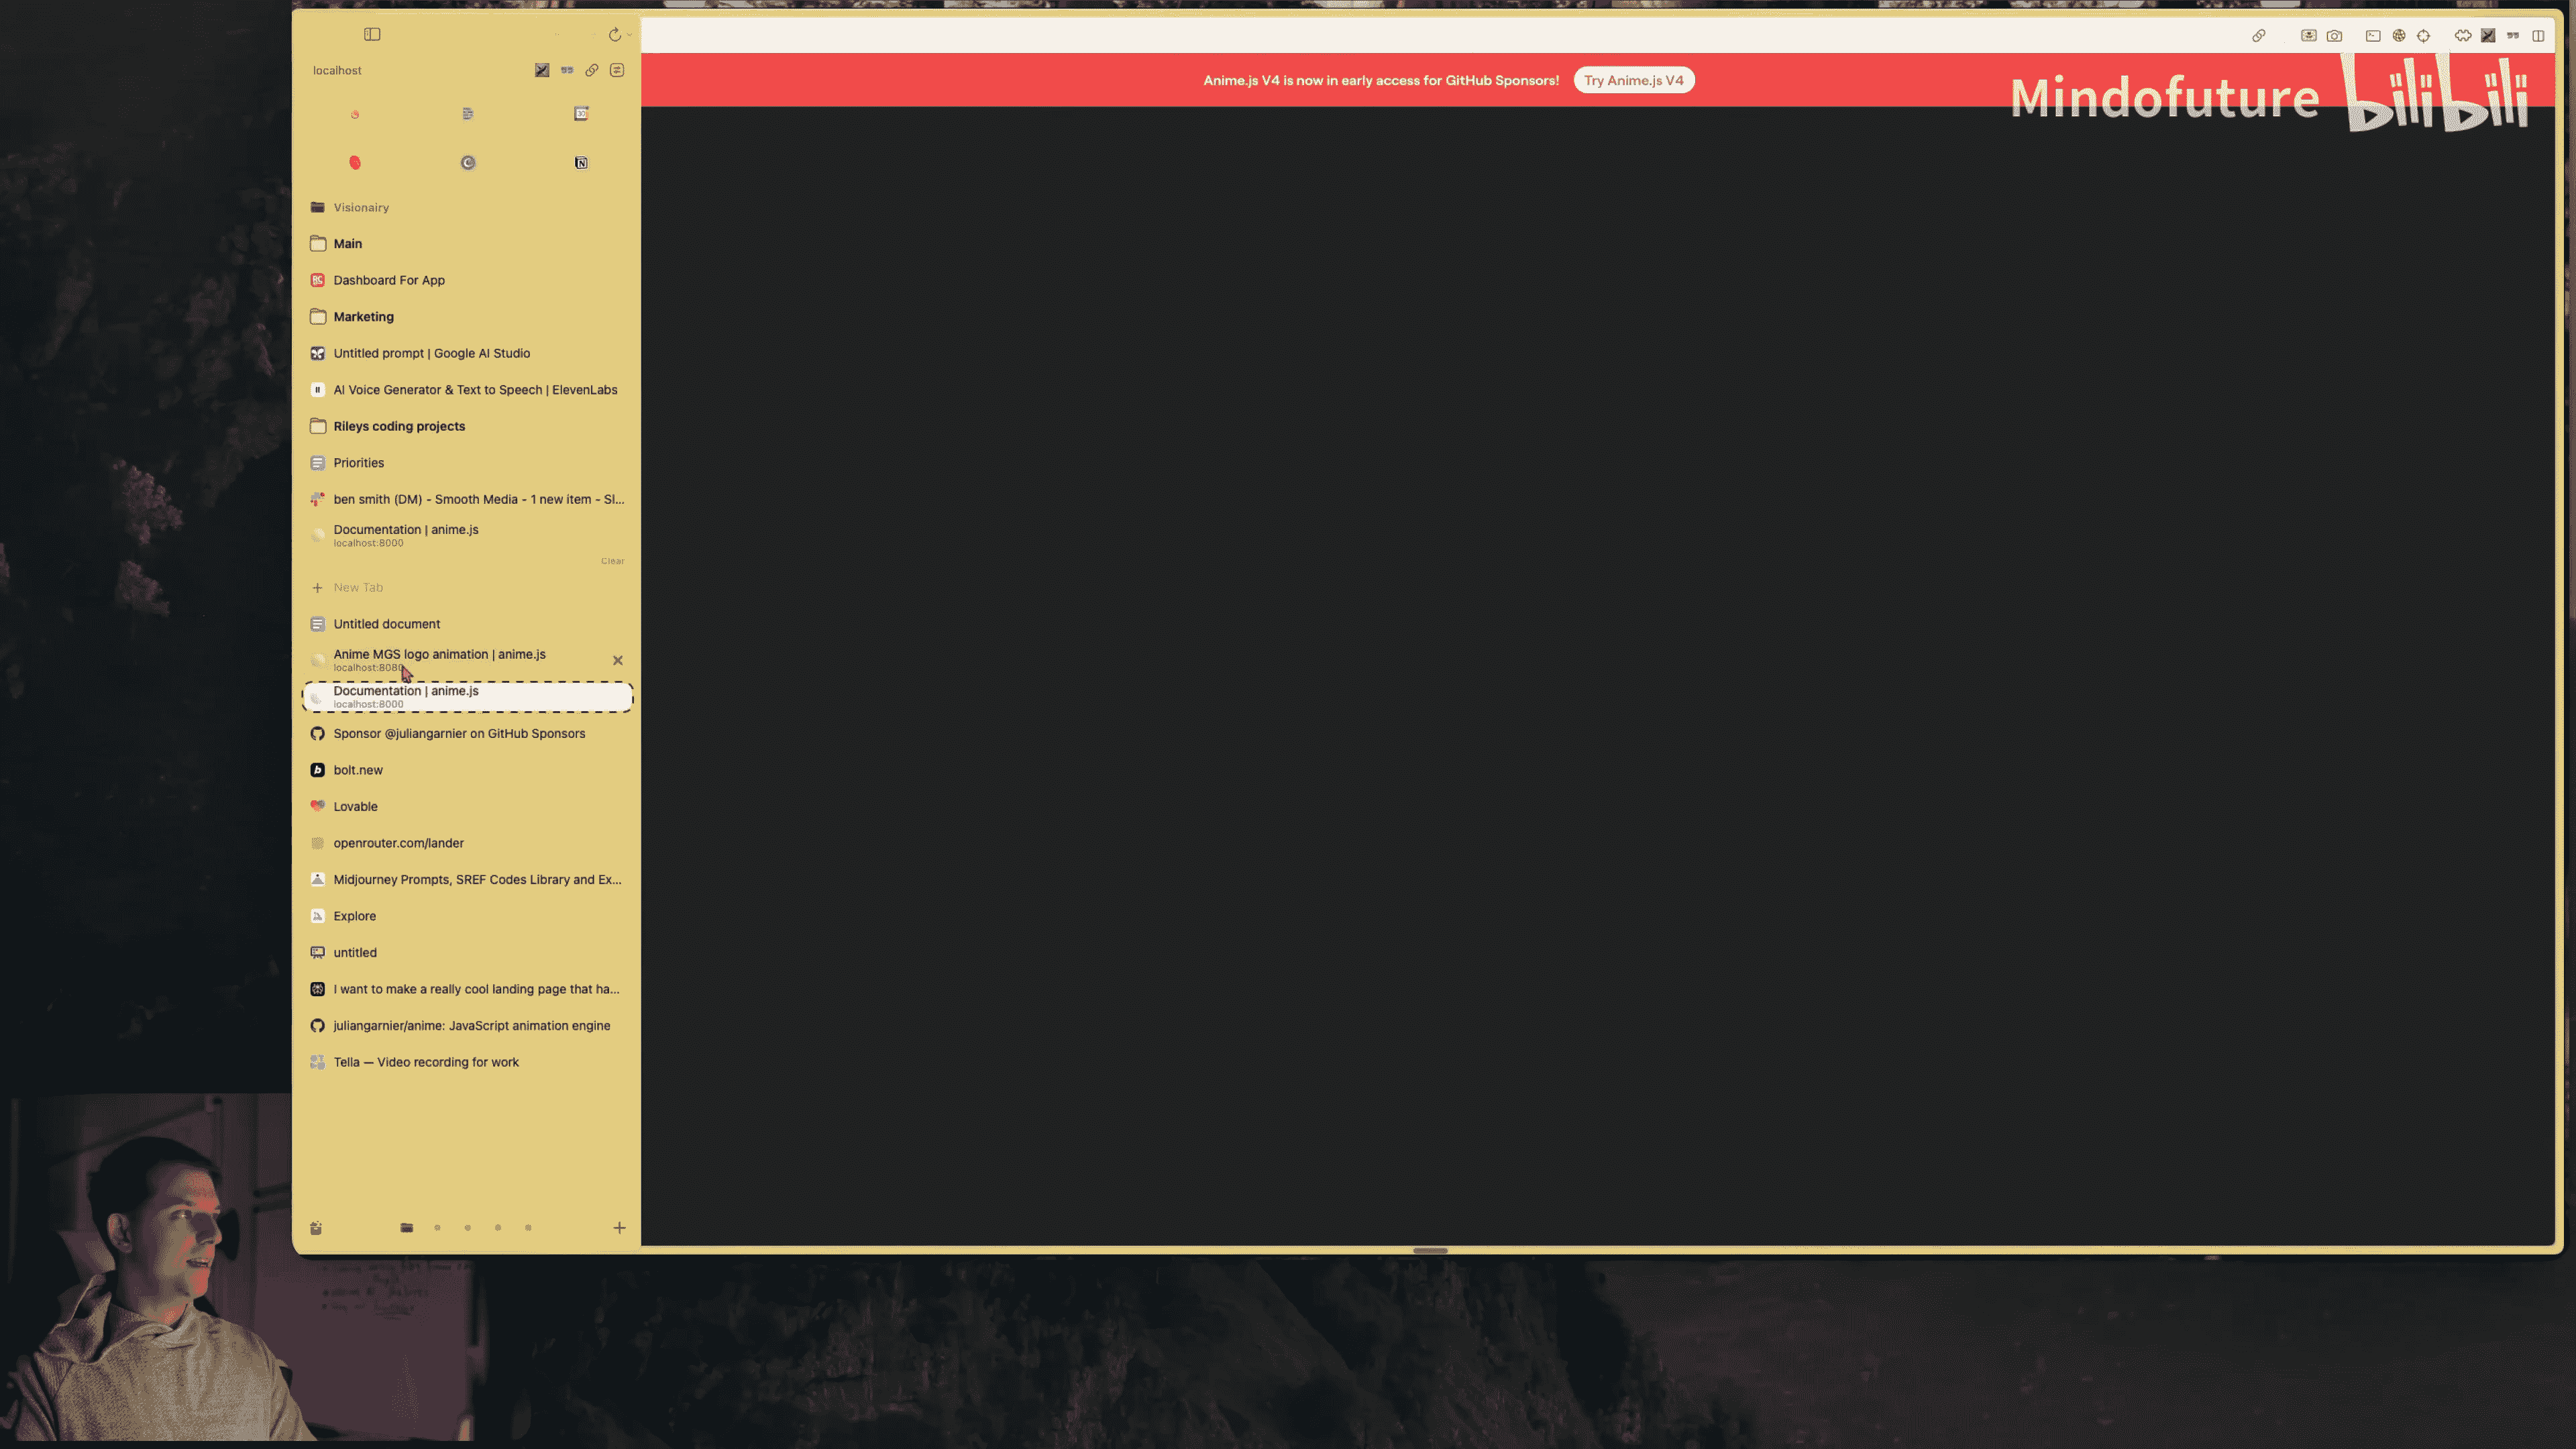 localhost
Visionairy
Main
Dashboard For App
Marketing
Untitled prompt | Google AI Studio
AI Voice Generator & Text to Speech | ElevenLabs
Rileys coding projects
Priorities
ben smith (DM) - Smooth Media - 1 new item - Sl...
Documentation | anime.js
localhost:8000
Clear
New Tab
Untitled document
Anime MGS logo animation | anime.js
localhost:8080
Documentation | anime.js
localhost:8000
Sponsor @juliangarnier on GitHub Sponsors
bolt.new
Lovable
openrouter.com/lander
Midjourney Prompts, SREF Codes Library and Ex...
Explore
untitled
I want to make a really cool landing page that ha...
juliangarnier/anime: JavaScript animation engine
Tella — Video recording for work
Anime.js V4 is now in early access for GitHub Sponsors!
Try Anime.js V4
Mindofuture bilibili